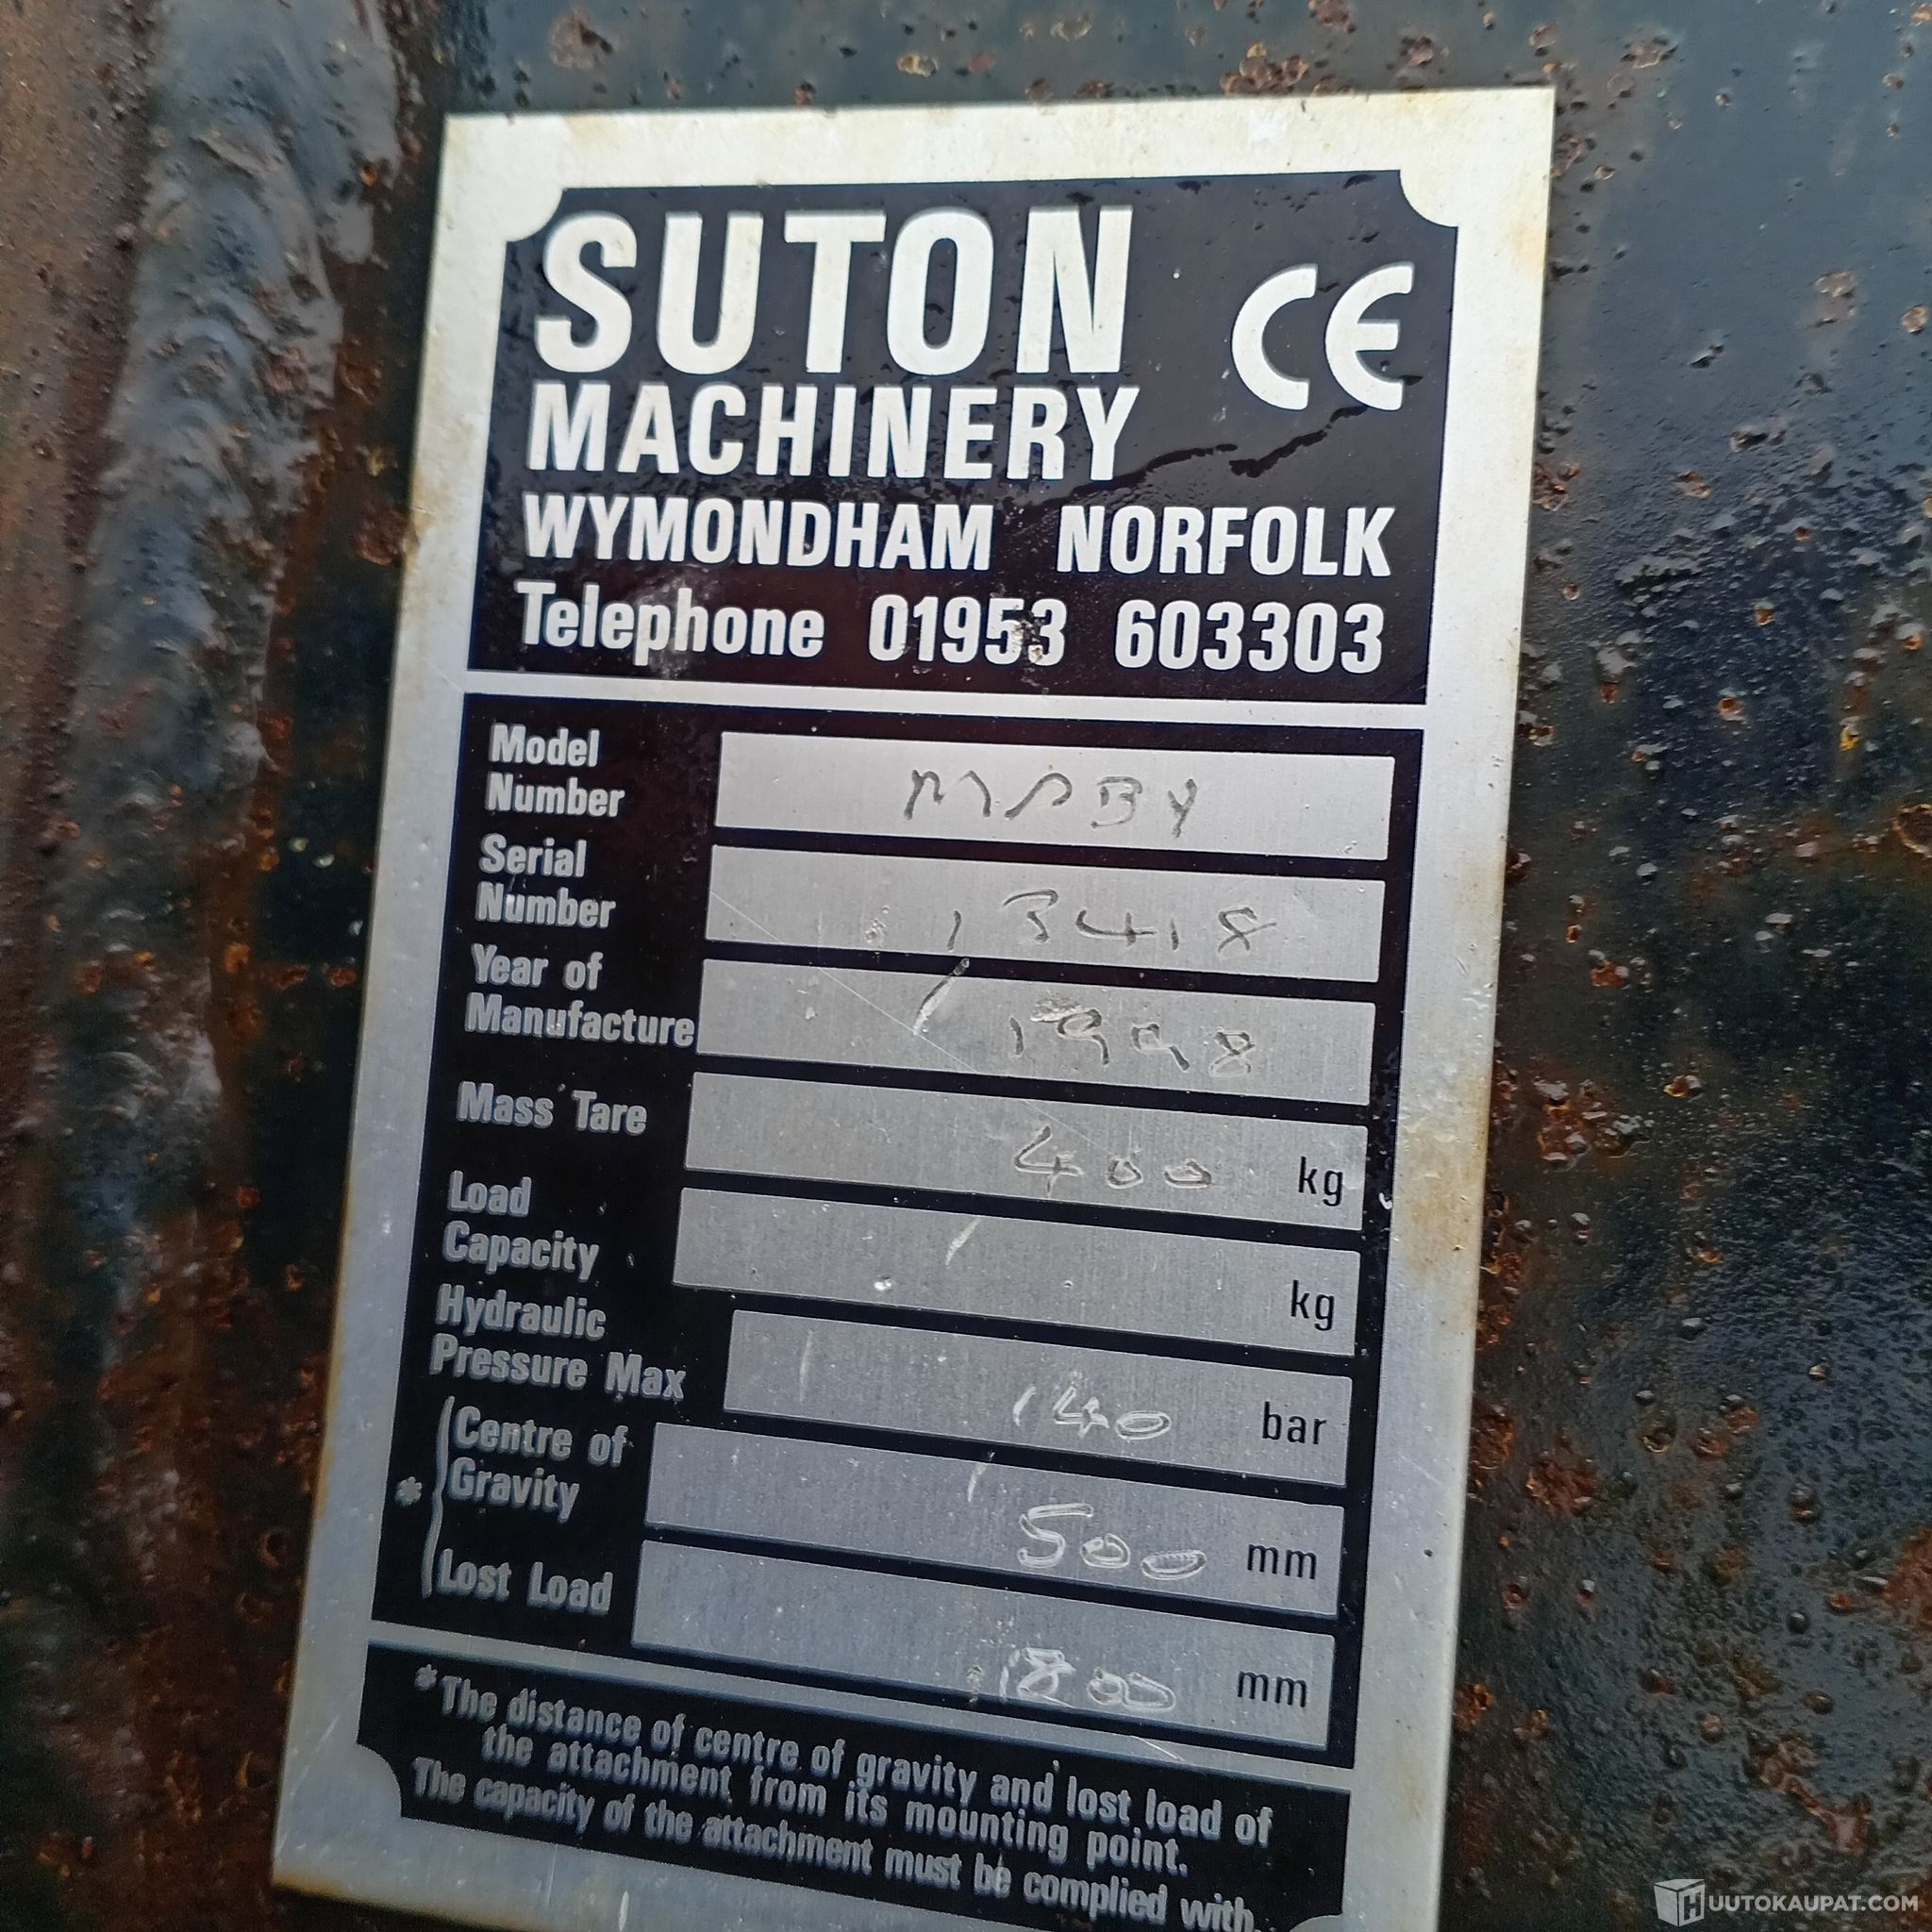 SUTON CE
MACHINERY
WYMONDHAM NORFOLK
Telephone 01953 603303
Model
Number
Serial
Number 13418
Year of
Manufacture 1998
Mass Tare 400 kg
Load
Capacity kg
Hydraulic
Pressure Max 140 bar
*
Centre of
Gravity 500 mm
Lost Load 1800 mm
*The distance of centre of gravity and lost load of
the attachment from its mounting point.
The capacity of the attachment must be complied with
HUUTOKAUPAT.COM